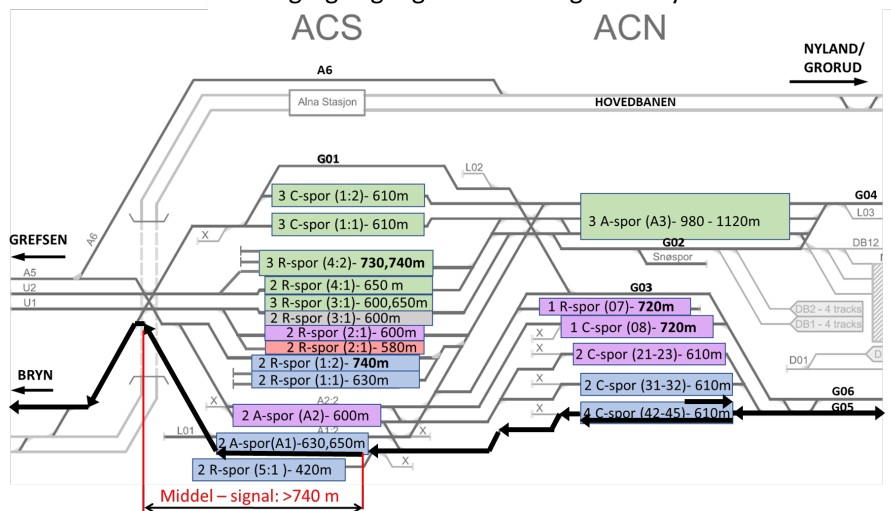 ACS
ACN
NYLAND/
GRORUD
A6
Alna Stasjon
HOVEDBANEN
G01
L02
3 C-spor (1:2)- 610m
3 C-spor (1:1)- 610m
X
A6
GREFSEN
3 A-spor (A3)- 980 - 1120m
G04
L03
G02
DB12
Snøspor
3 R-spor (4:2)- 730,740m
A5
2 R-spor (4:1)- 650 m
U2
3 R-spor (3:1)- 600,650m
U1
2 R-spor (3:1)- 600m
2 R-spor (2:1)- 600m
2 R-spor (2:1)- 580m
2 R-spor (1:2)- 740m
2 R-spor (1:1)- 630m
G03
1 R-spor (07)- 720m
X
1 C-spor (08)- 720m
X
2 C-spor (21-23)- 610m
X
2 C-spor (31-32)- 610m
X
4 C-spor (42-45)- 610m
DB2 - 4 tracks
DB1 - 4 tracks
D01
D
G06
G05
BRYN
X
A2:2
2 A-spor (A2)- 600m
L01
A1:2
X
2 A-spor(A1)-630,650m
X
2 R-spor (5:1 )- 420m
Middel – signal: >740 m